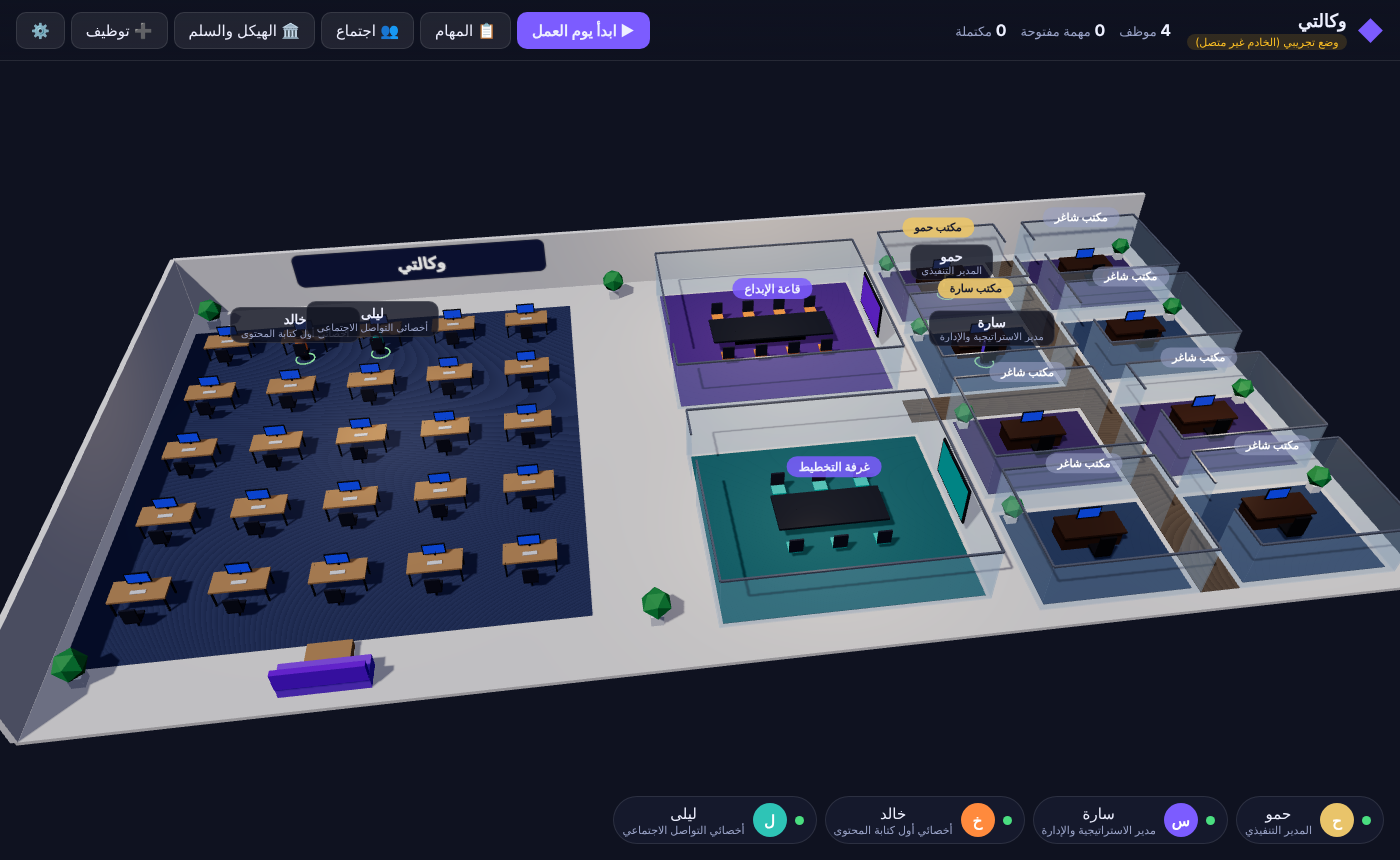 وكالتي
وضع تجريبي (الخادم غير متصل)
4 موظف
0 مهمة مفتوحة
0 مكتملة
ابدأ يوم العمل
المهام
اجتماع
الهيكل والسلم
توظيف
وكالتي
مكتب شاغر
مكتب حمو
حمو
المدير التنفيذي
مكتب شاغر
قاعة الإبداع
مكتب سارة
سارة
مدير الاستراتيجية والإدارة
خالد
ول كتابة المحتوى
ليلى
أخصائي التواصل الاجتماعي
مكتب شاغر
مكتب شاغر
مكتب شاغر
غرفة التخطيط
مكتب شاغر
ح
حمو
المدير التنفيذي
س
سارة
مدير الاستراتيجية والإدارة
خ
خالد
أخصائي أول كتابة المحتوى
ل
ليلى
أخصائي التواصل الاجتماعي